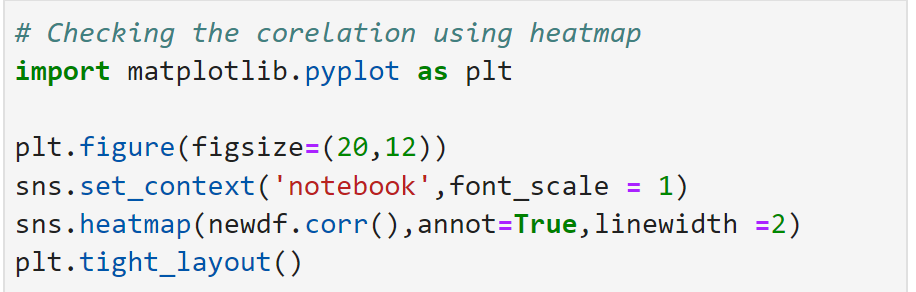 # Checking the corelation using heatmap
import matplotlib.pyplot as plt
plt.figure(figsize=(20,12))
sns.set_context('notebook',font_scale = 1)
sns.heatmap(newdf.corr(),annot=True,linewidth =2)
plt.tight_layout()